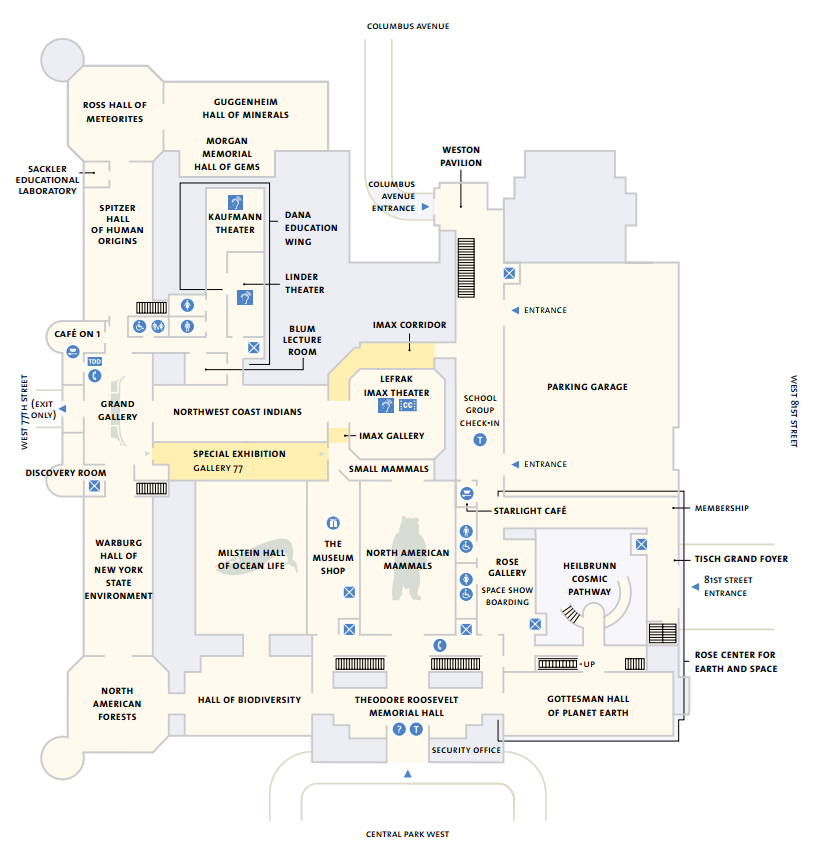 COLUMBUS AVENUE
ROSS HALL OF
METEORITES
GUGGENHEIM
HALL OF MINERALS
MORGAN
MEMORIAL
HALL OF GEMS
WESTON
PAVILION
SACKLER
EDUCATIONAL
LABORATORY
COLUMBUS
AVENUE
ENTRANCE
SPITZER
HALL
OF HUMAN
ORIGINS
KAUFMANN
THEATER
DANA
EDUCATION
WING
LINDER
THEATER
ENTRANCE
CAFÉ ON 1
TDD
BLUM
LECTURE
ROOM
IMAX CORRIDOR
LEFRAK
IMAX THEATER
CC
PARKING GARAGE
WEST 77TH STREET
(EXIT
ONLY)
GRAND
GALLERY
NORTHWEST COAST INDIANS
SCHOOL
GROUP
CHECK•IN
T
WEST 81ST STREET
IMAX GALLERY
SPECIAL EXHIBITION
GALLERY 77
ENTRANCE
DISCOVERY ROOM
SMALL MAMMALS
STARLIGHT CAFÉ
MEMBERSHIP
WARBURG
HALL OF
NEW YORK
STATE
ENVIRONMENT
MILSTEIN HALL
OF OCEAN LIFE
THE
MUSEUM
SHOP
NORTH AMERICAN
MAMMALS
ROSE
GALLERY
SPACE SHOW
BOARDING
HEILBRUNN
COSMIC
PATHWAY
TISCH GRAND FOYER
81ST STREET
ENTRANCE
•UP
ROSE CENTER FOR
EARTH AND SPACE
NORTH
AMERICAN
FORESTS
HALL OF BIODIVERSITY
THEODORE ROOSEVELT
MEMORIAL HALL
? T
GOTTESMAN HALL
OF PLANET EARTH
SECURITY OFFICE
CENTRAL PARK WEST